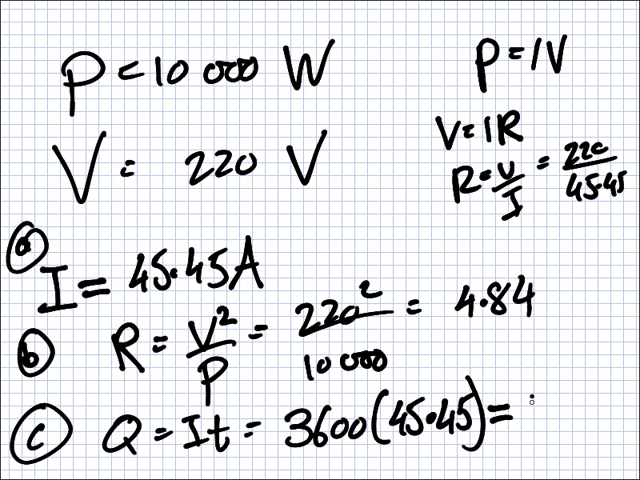 P = 10 000 W
V = 220 V
P = IV
V = IR
R = V/I = 220/45.45
(a) I = 45.45A
(b) R = V²/P = 220²/10 000 = 4.84
(c) Q = It = 3600(45.45) =